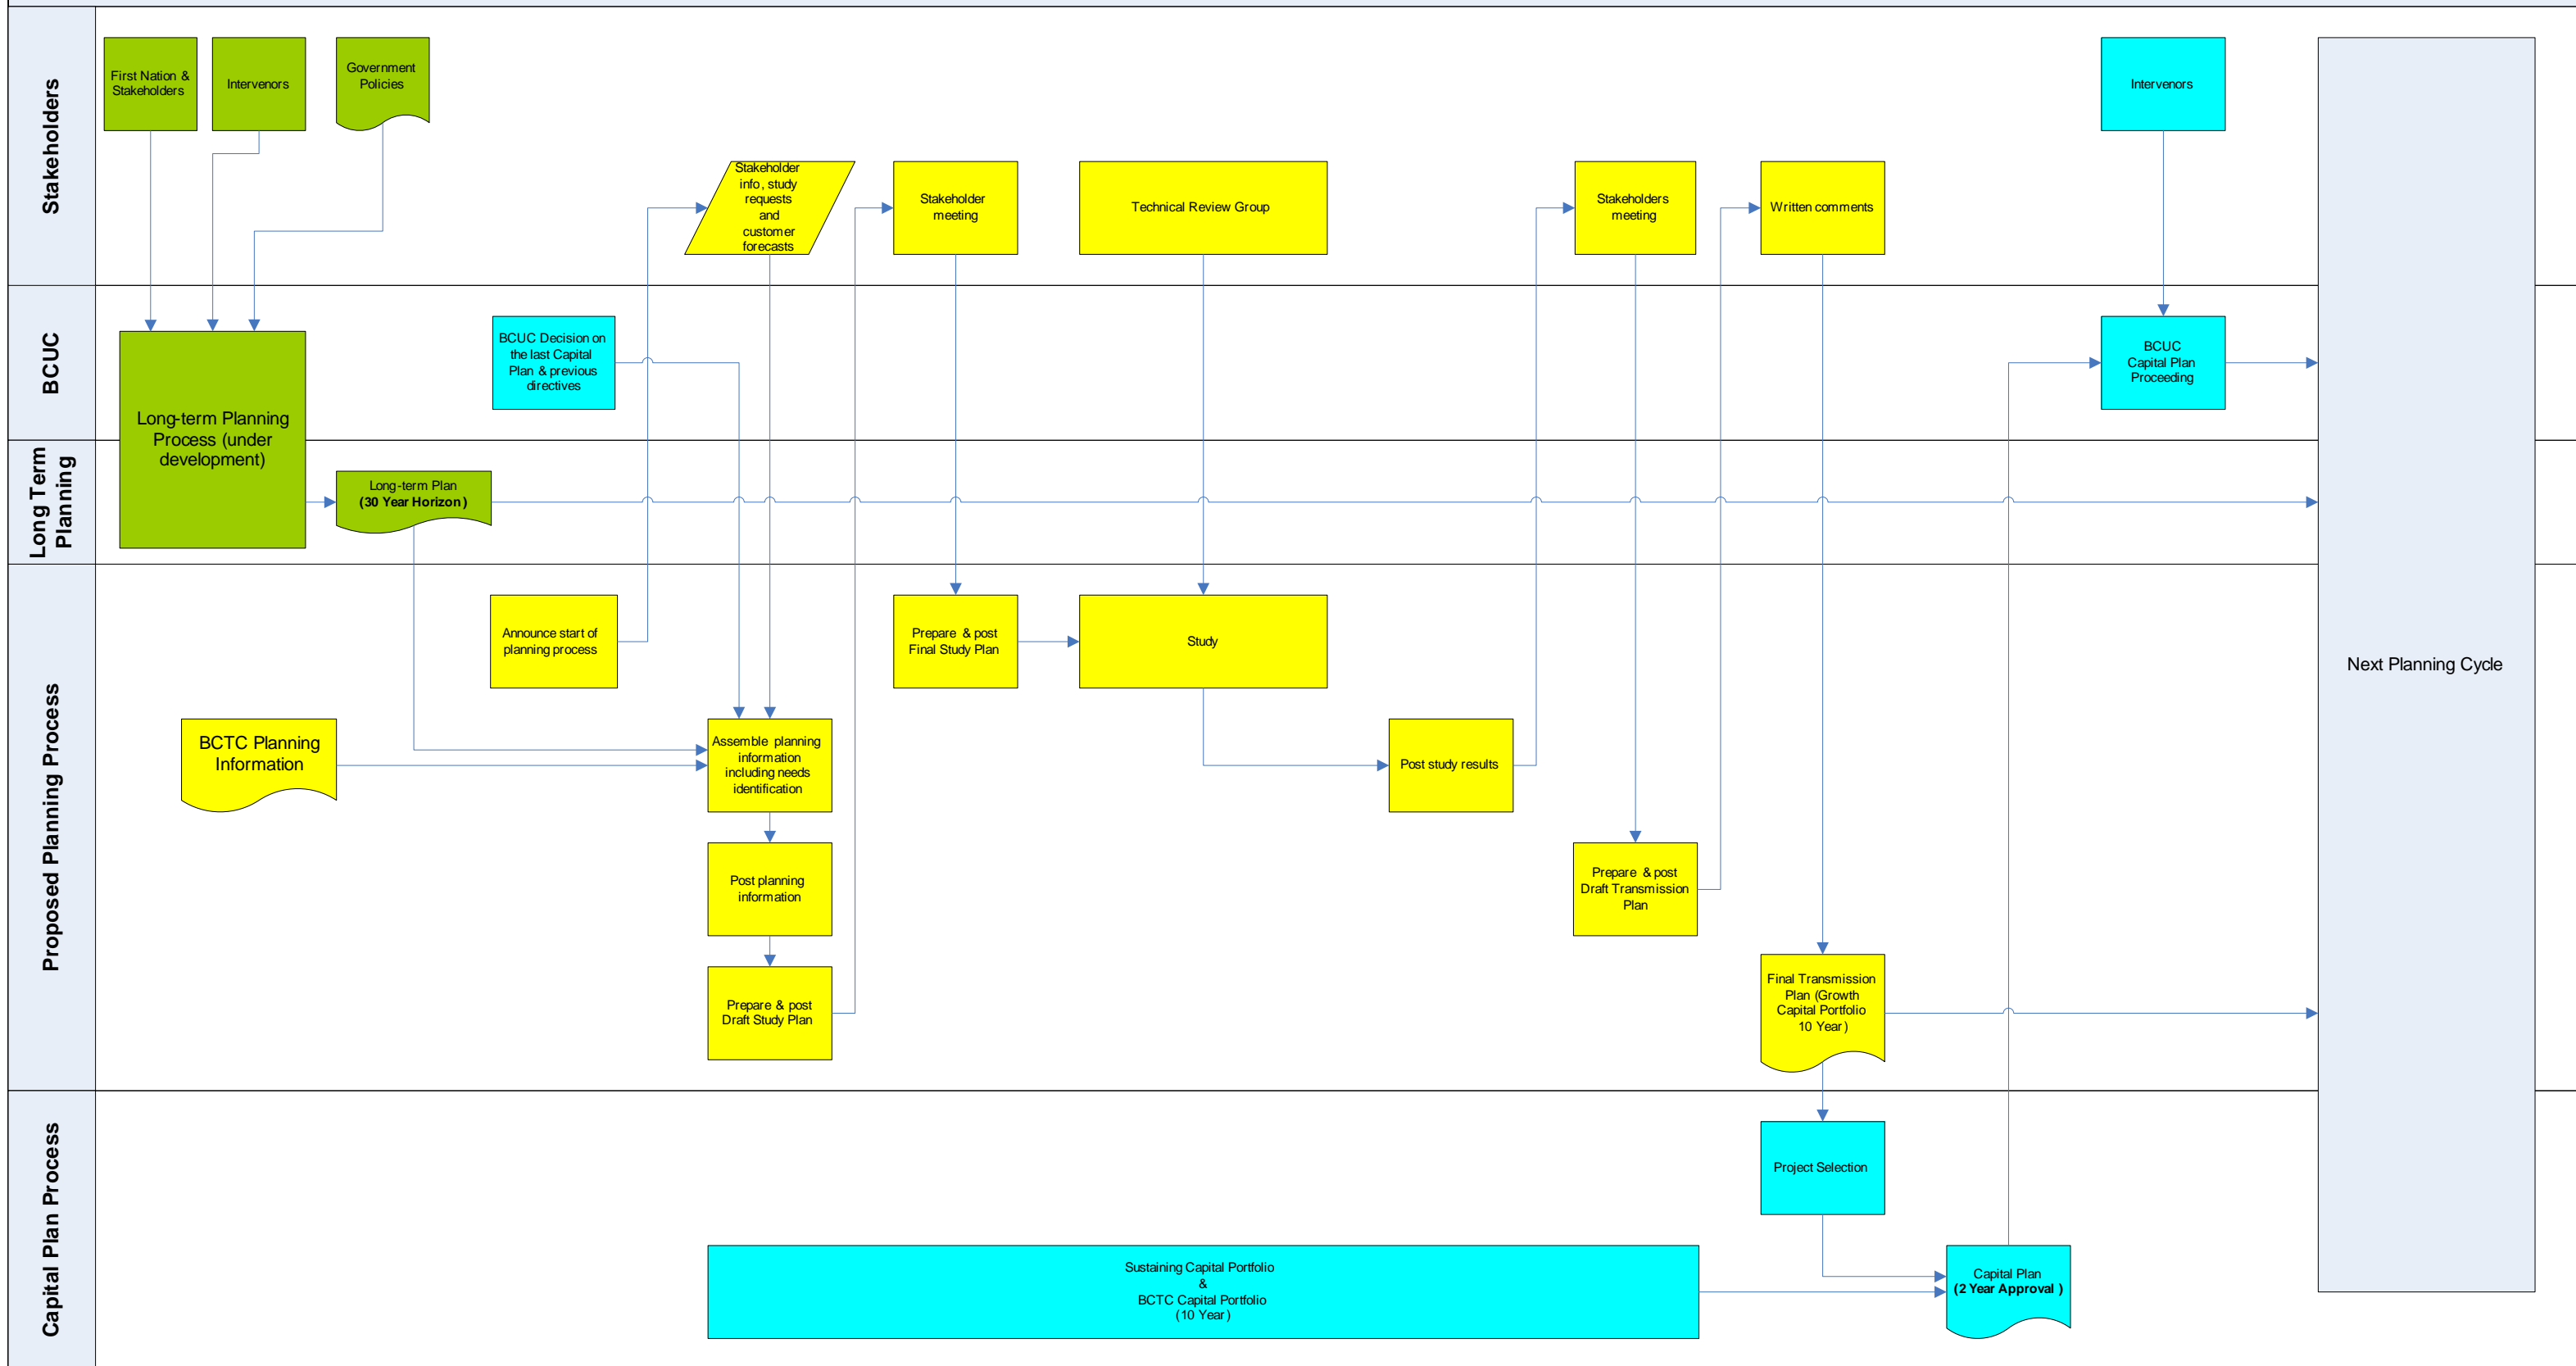 Stakeholders
First Nation &
Stakeholders
Intervenors
Government
Policies
Stakeholder
info, study
requests
and
customer
forecasts
Stakeholder
meeting
Technical Review Group
Stakeholders
meeting
Written comments
Intervenors
BCUC
Long-term Planning
Process (under
development)
BCUC Decision on
the last Capital
Plan & previous
directives
BCUC
Capital Plan
Proceeding
Long Term
Planning
Long-term Plan
(30 Year Horizon)
Proposed Planning Process
Announce start of
planning process
Prepare & post
Final Study Plan
Study
Next Planning Cycle
BCTC Planning
Information
Assemble planning
information
including needs
identification
Post study results
Post planning
information
Prepare & post
Draft Transmission
Plan
Prepare & post
Draft Study Plan
Final Transmission
Plan (Growth
Capital Portfolio
10 Year)
Capital Plan Process
Project Selection
Sustaining Capital Portfolio
&
BCTC Capital Portfolio
(10 Year)
Capital Plan
(2 Year Approval)